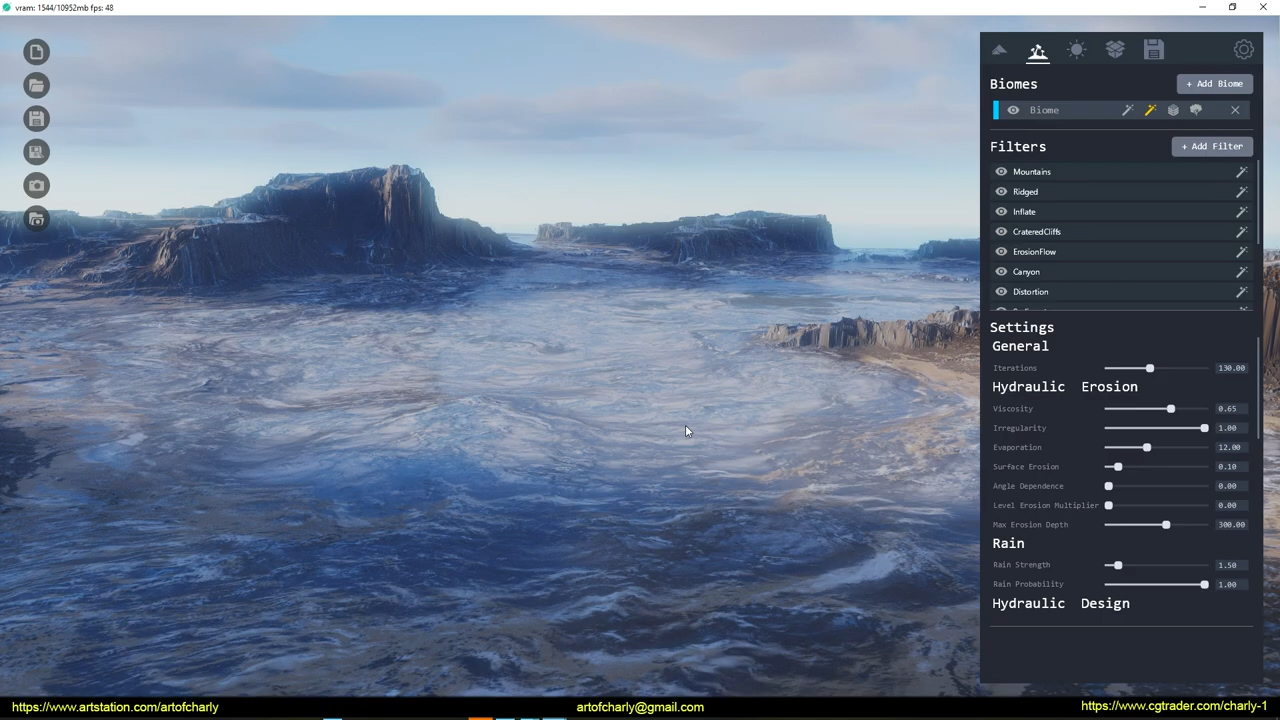 vram: 1544/10952mb fps: 48
Biomes
+ Add Biome
Biome
Filters
+ Add Filter
Mountains
Ridged
Inflate
CrateredCliffs
ErosionFlow
Canyon
Distortion
Settings
General
Iterations 130.00
Hydraulic Erosion
Viscosity 0.65
Irregularity 1.00
Evaporation 12.00
Surface Erosion 0.10
Angle Dependence 0.00
Level Erosion Multiplier 0.00
Max Erosion Depth 300.00
Rain
Rain Strength 1.50
Rain Probability 1.00
Hydraulic Design
https://www.artstation.com/artofcharly
artofcharly@gmail.com
https://www.cgtrader.com/charly-1